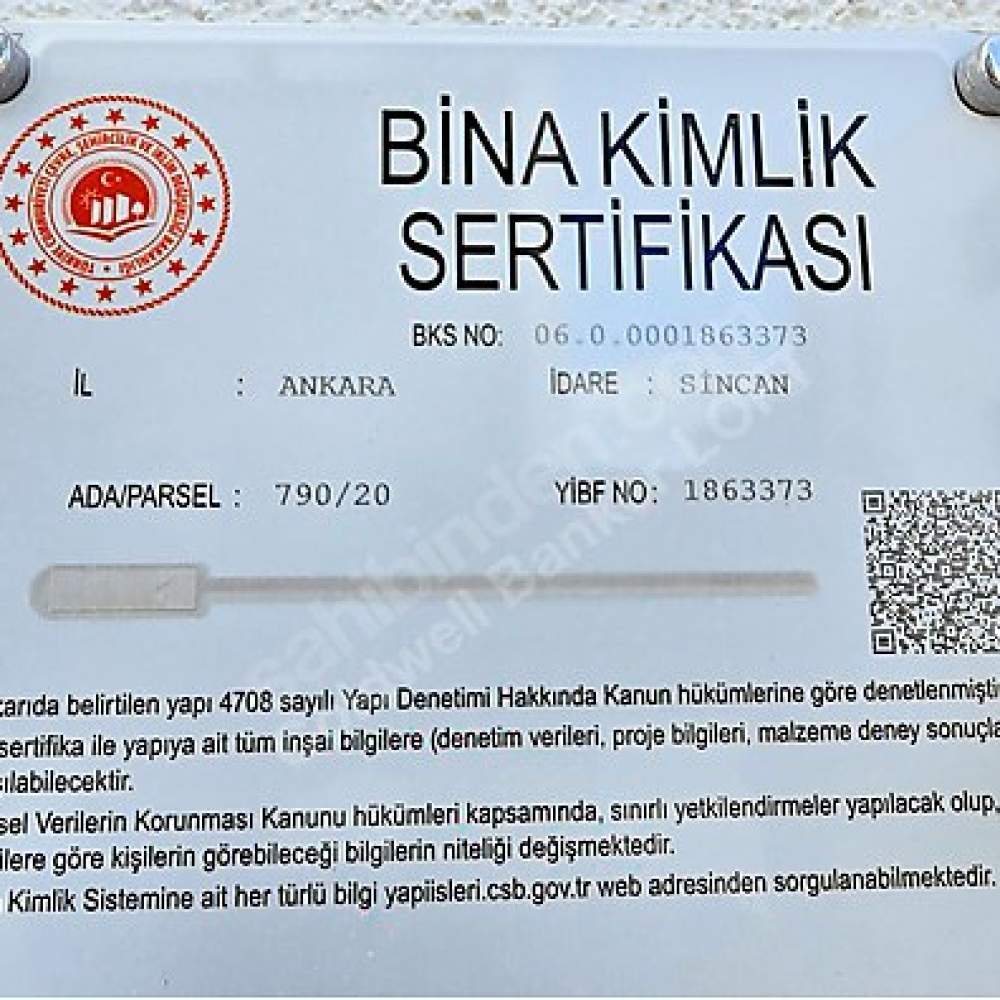 BİNA KİMLİK
SERTİFİKASI
BKS NO: 06.0.0001863373
İL : ANKARA İDARE : SİNCAN
ADA/PARSEL : 790/20 YİBF NO: 1863373
belirtilen yapı 4708 sayılı Yapı Denetimi Hakkında Kanun hükümlerine göre
sertifika ile yapıya ait tüm inşai bilgilere (denetim verileri, proje bilgileri, malzeme deney
Verilerin Korunması Kanunu hükümleri kapsamında, sınırlı yetkilendirmeler yapılacak olup,
göre kişilerin görebileceği bilgilerin niteliği değişmektedir.
Kimlik Sistemine ait her türlü bilgi yapiisleri.csb.gov.tr web adresinden sorgulanabilmektedir.
sahibinden.com